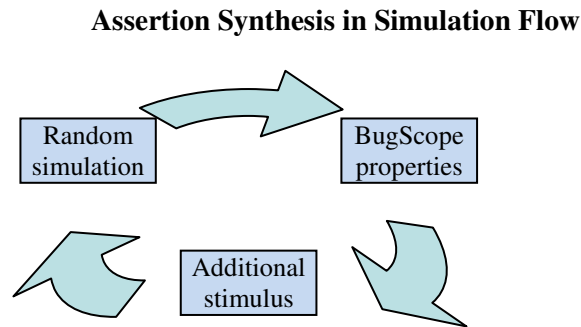 Assertion Synthesis in Simulation Flow
Random
simulation
BugScope
properties
Additional
stimulus